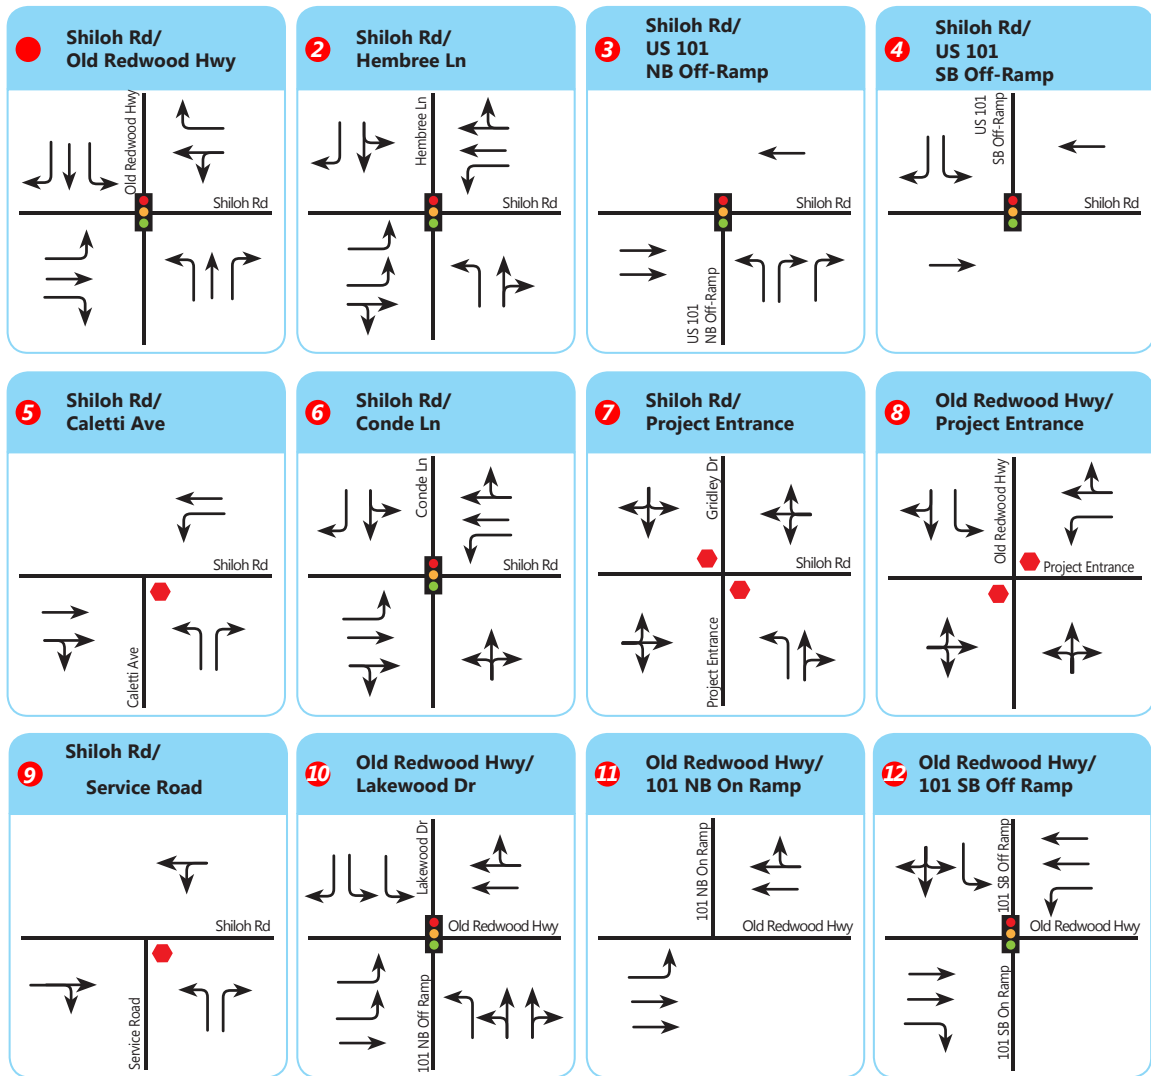 Shiloh Rd/
Old Redwood Hwy
Old Redwood Hwy
Shiloh Rd
2
Shiloh Rd/
Hembree Ln
Hembree Ln
Shiloh Rd
3
Shiloh Rd/
US 101
NB Off-Ramp
Shiloh Rd
US 101
NB Off-Ramp
4
Shiloh Rd/
US 101
SB Off-Ramp
US 101
SB Off-Ramp
Shiloh Rd
5
Shiloh Rd/
Caletti Ave
Shiloh Rd
Caletti Ave
6
Shiloh Rd/
Conde Ln
Conde Ln
Shiloh Rd
7
Shiloh Rd/
Project Entrance
Gridley Dr
Shiloh Rd
Project Entrance
8
Old Redwood Hwy/
Project Entrance
Old Redwood Hwy
Project Entrance
9
Shiloh Rd/
Service Road
Shiloh Rd
Service Road
10
Old Redwood Hwy/
Lakewood Dr
Lakewood Dr
Old Redwood Hwy
101 NB Off Ramp
11
Old Redwood Hwy/
101 NB On Ramp
101 NB On Ramp
Old Redwood Hwy
12
Old Redwood Hwy/
101 SB Off Ramp
101 SB Off Ramp
Old Redwood Hwy
101 SB On Ramp